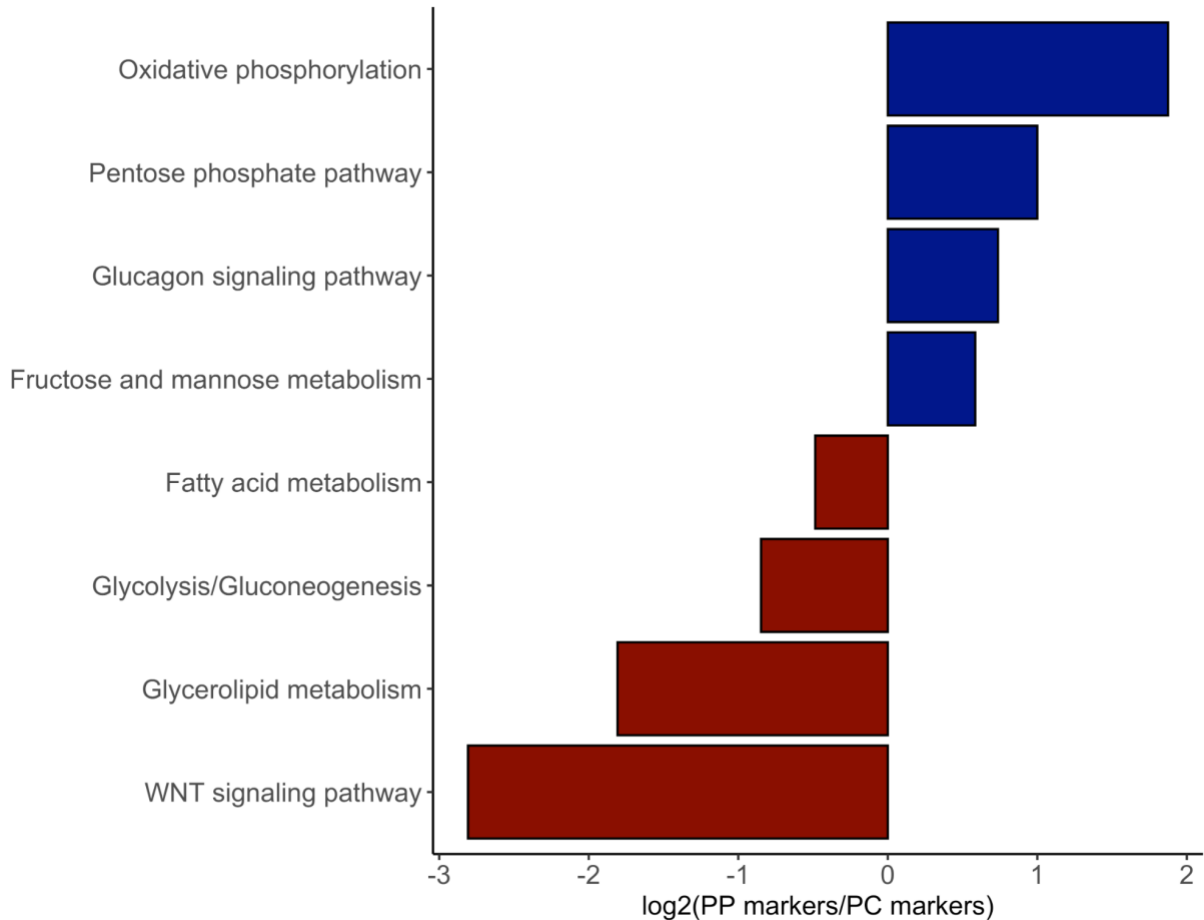 Oxidative phosphorylation
Pentose phosphate pathway
Glucagon signaling pathway
Fructose and mannose metabolism
Fatty acid metabolism
Glycolysis/Gluconeogenesis
Glycerolipid metabolism
WNT signaling pathway
-3 -2 -1 0 1 2
log2(PP markers/PC markers)